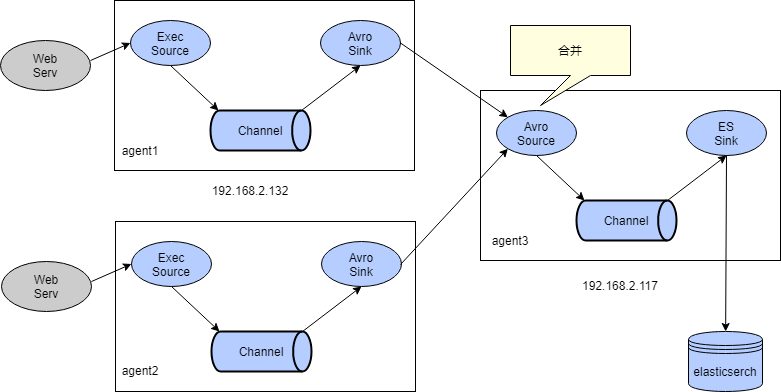 Web
Serv
Exec
Source
Avro
Sink
Channel
agent1
192.168.2.132
合并
Avro
Source
ES
Sink
Channel
agent3
192.168.2.117
Web
Serv
Exec
Source
Avro
Sink
Channel
agent2
elasticserch